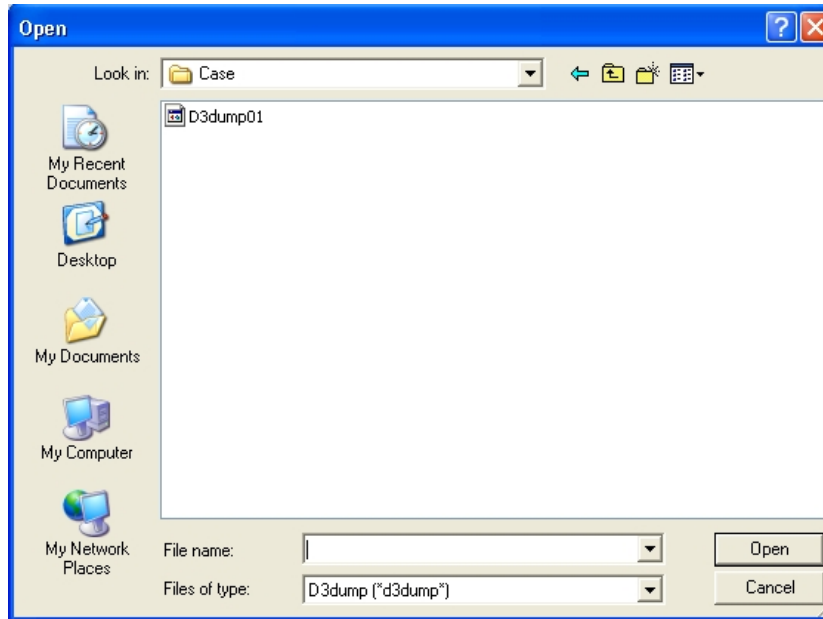 Open
Look in: Case
D3dump01
My Recent
Documents
Desktop
My Documents
My Computer
My Network
Places
File name:
Open
Files of type: D3dump (*d3dump*)
Cancel